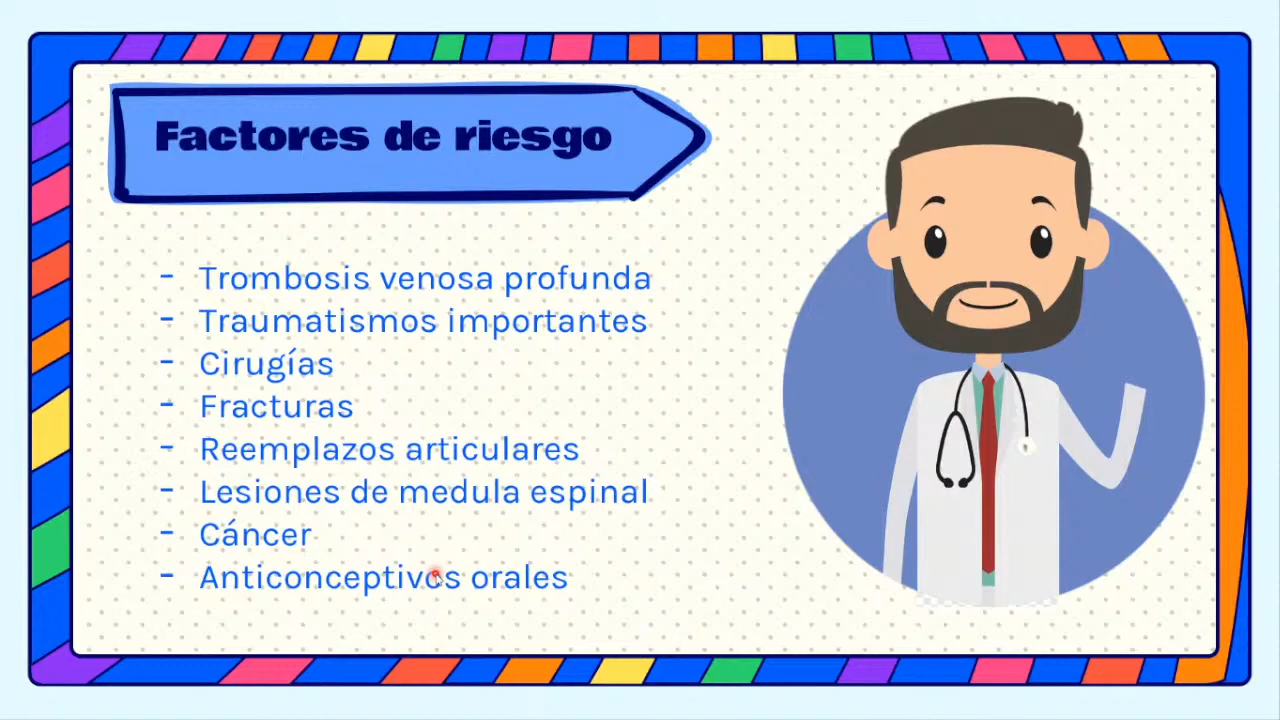 Factores de riesgo
- Trombosis venosa profunda
- Traumatismos importantes
- Cirugías
- Fracturas
- Reemplazos articulares
- Lesiones de medula espinal
- Cáncer
- Anticonceptivos orales